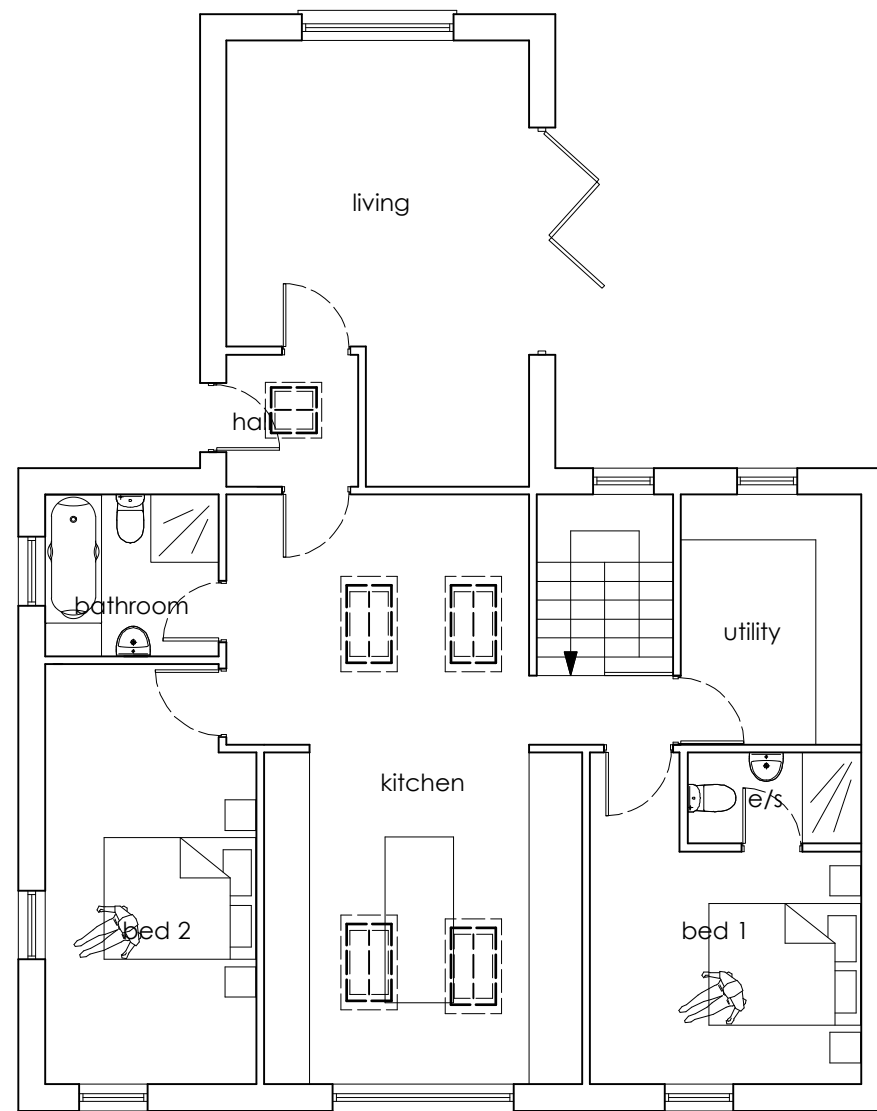 living
hall
bathroom
utility
kitchen
e/s
bed 2
bed 1